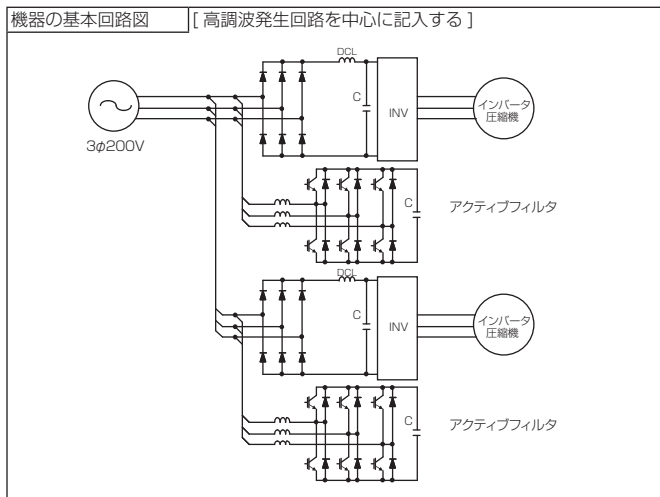 機器の基本回路図 [ 高調波発生回路を中心に記入する ]
DCL
C
INV
インバータ
圧縮機
3φ200V
C
アクティブフィルタ
DCL
C
INV
インバータ
圧縮機
C
アクティブフィルタ